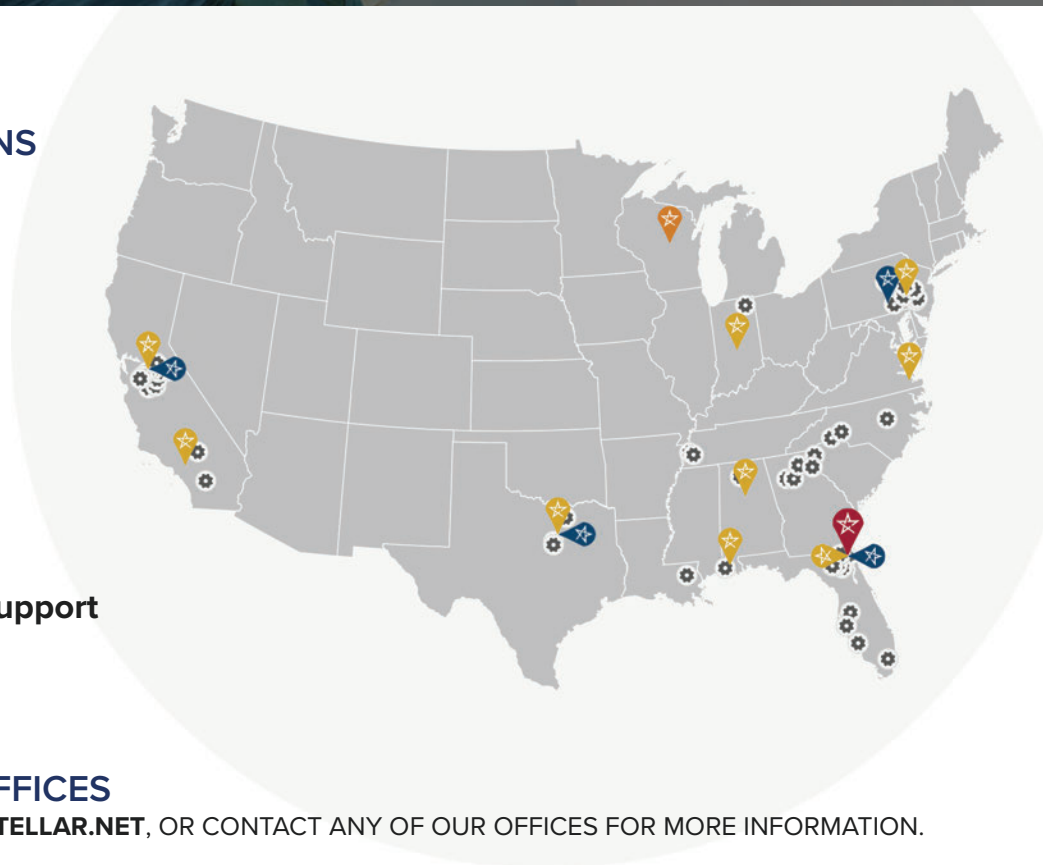 NS
upport
FFICES
TELLAR.NET, OR CONTACT ANY OF OUR OFFICES FOR MORE INFORMATION.